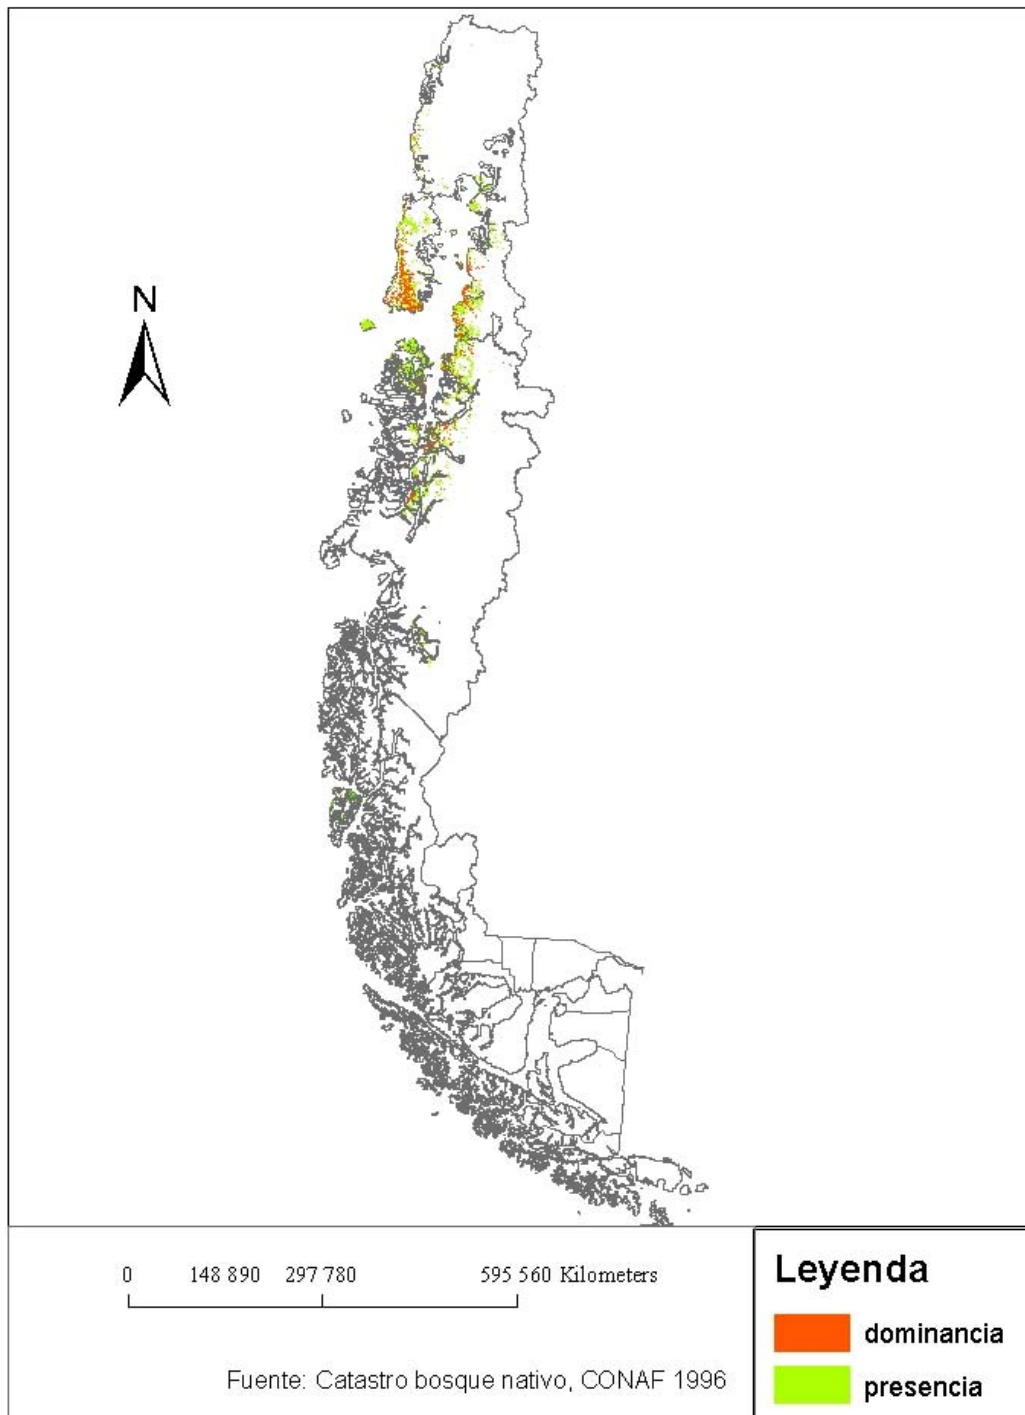 N
0 148 890 297 780 595 560 Kilometers
Fuente: Catastro bosque nativo, CONAF 1996
Leyenda
dominancia
presencia